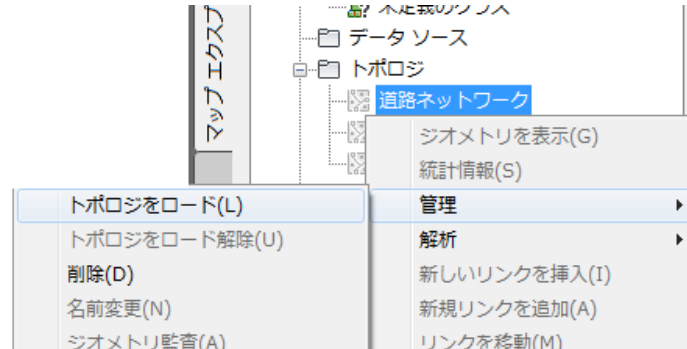 未定義のクラス
データ ソース
トポロジ
道路ネットワーク
マップ エクスプ
ジオメトリを表示(G)
統計情報(S)
管理
解析
新しいリンクを挿入(I)
新規リンクを追加(A)
リンクを移動(M)
トポロジをロード(L)
トポロジをロード解除(U)
削除(D)
名前変更(N)
ジオメトリ監査(A)